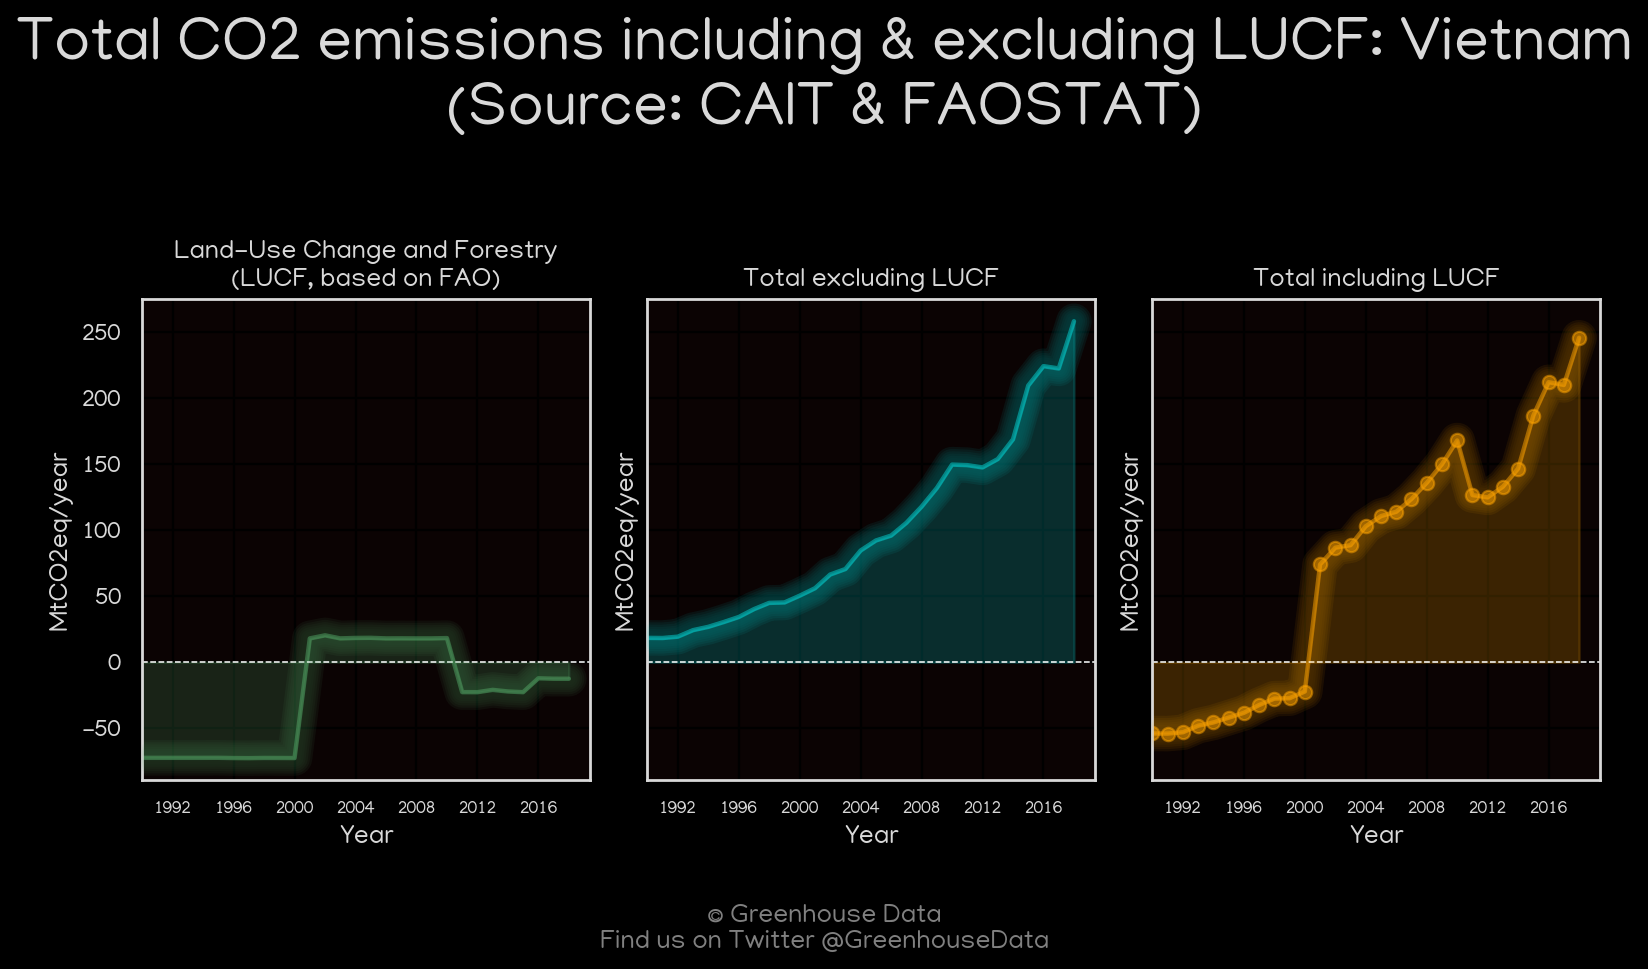 Total CO2 emissions including & excluding LUCF: Vietnam
(Source: CAIT & FAOSTAT)
Land-Use Change and Forestry
(LUCF, based on FAO)
MtCO2eq/year
250
200
150
100
50
0
−50
1992 1996 2000 2004 2008 2012 2016
Year
Total excluding LUCF
MtCO2eq/year
1992 1996 2000 2004 2008 2012 2016
Year
Total including LUCF
MtCO2eq/year
1992 1996 2000 2004 2008 2012 2016
Year
© Greenhouse Data
Find us on Twitter @GreenhouseData